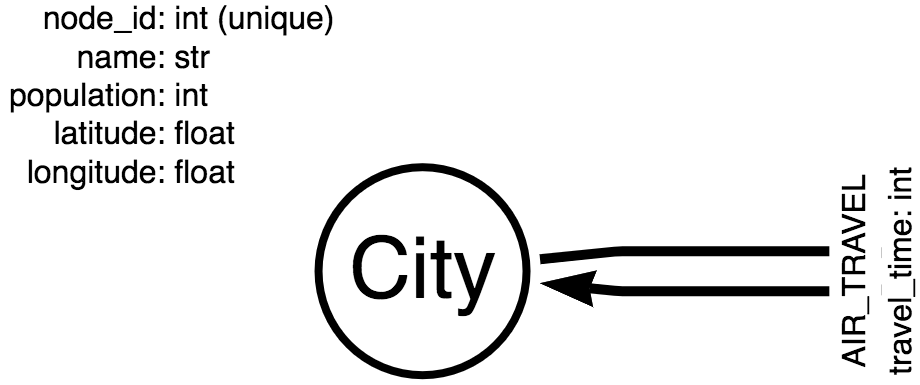 node_id: int (unique)
name: str
population: int
latitude: float
longitude: float
City
AIR_TRAVEL
travel_time: int